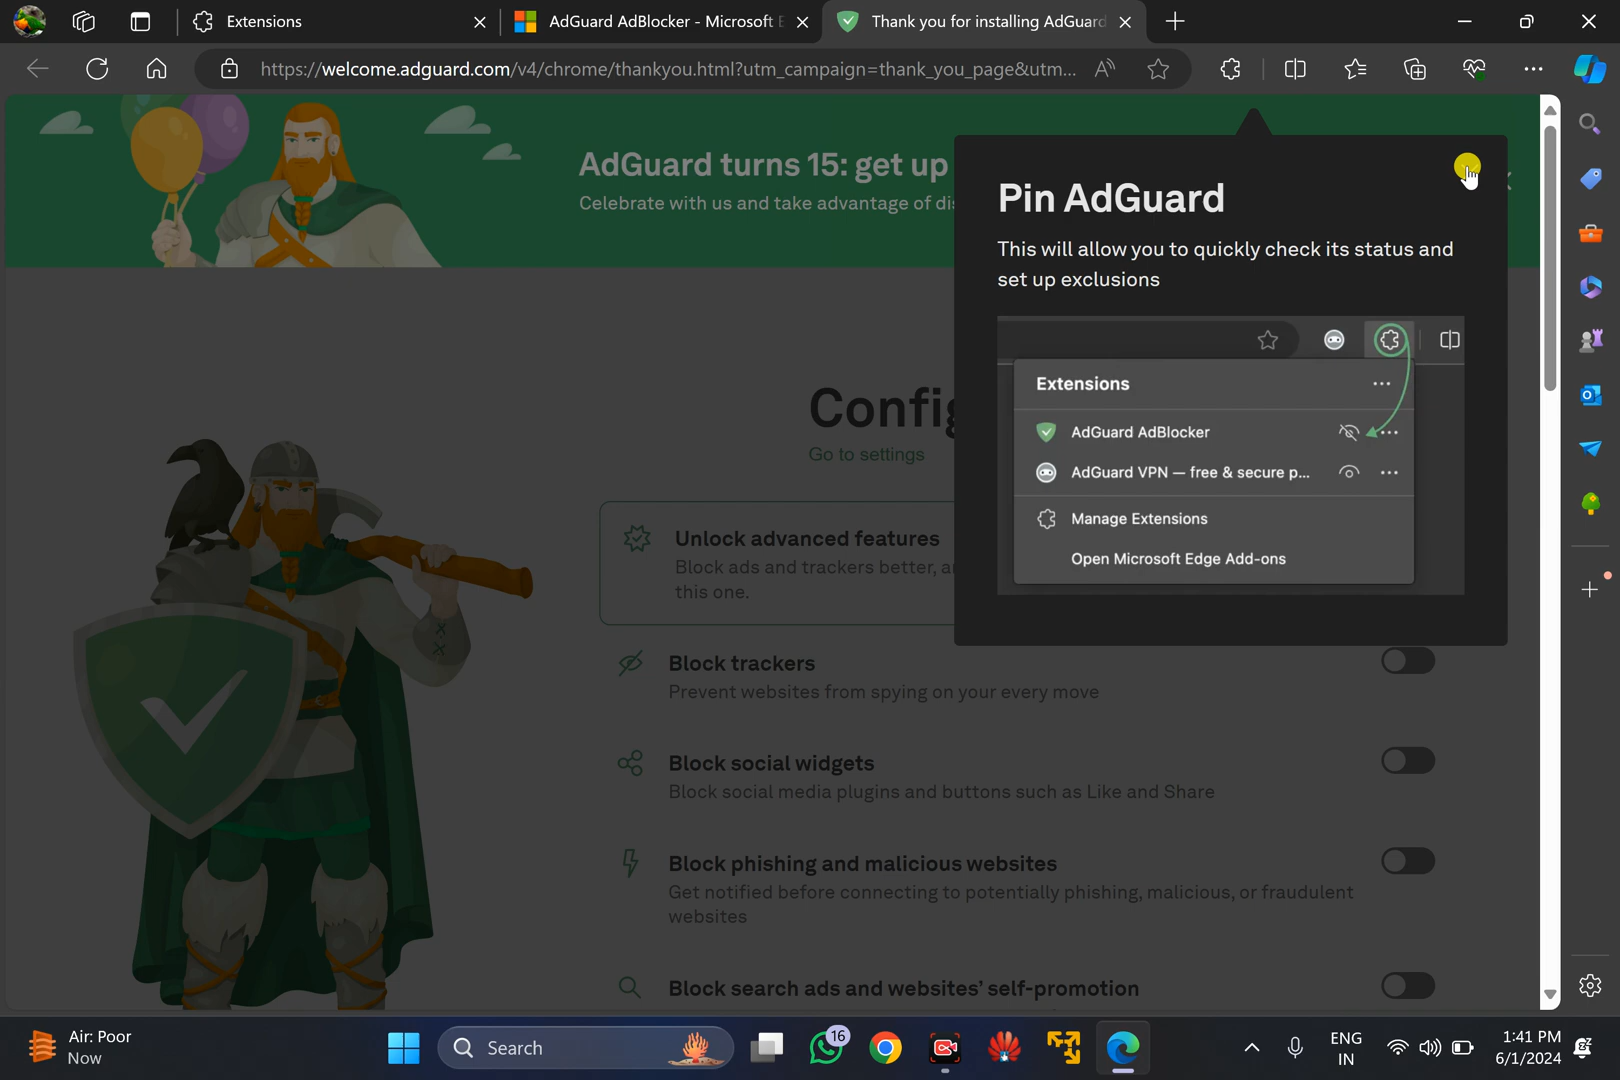 Extensions
AdGuard AdBlocker - Microsoft E
Thank you for installing AdGuard
https://welcome.adguard.com/v4/chrome/thankyou.html?utm_campaign=thank_you_page&utm...
AdGuard turns 15: get up
Celebrate with us and take advantage of dis
Pin AdGuard
This will allow you to quickly check its status and
set up exclusions
Extensions
AdGuard AdBlocker
AdGuard VPN — free & secure p...
Manage Extensions
Open Microsoft Edge Add-ons
Config
Go to settings
Unlock advanced features
Block ads and trackers better, a
this one.
Block trackers
Prevent websites from spying on your every move
Block social widgets
Block social media plugins and buttons such as Like and Share
Block phishing and malicious websites
Get notified before connecting to potentially phishing, malicious, or fraudulent
websites
Block search ads and websites’ self-promotion
Air: Poor
Now
Search
16
ENG
IN
1:41 PM
6/1/2024